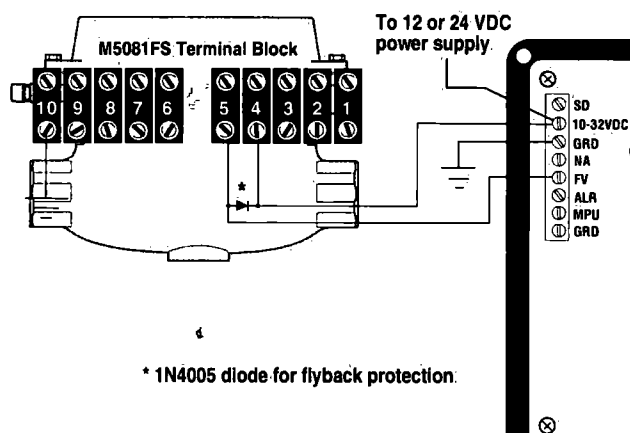 To 12 or 24 VDC
power supply
M5081FS Terminal Block
10 9 8 7 6 5 4 3 2 1
SD
10-32VDC
GRD
NA
FV
ALR
MPU
GRD
*
* 1N4005 diode for flyback protection